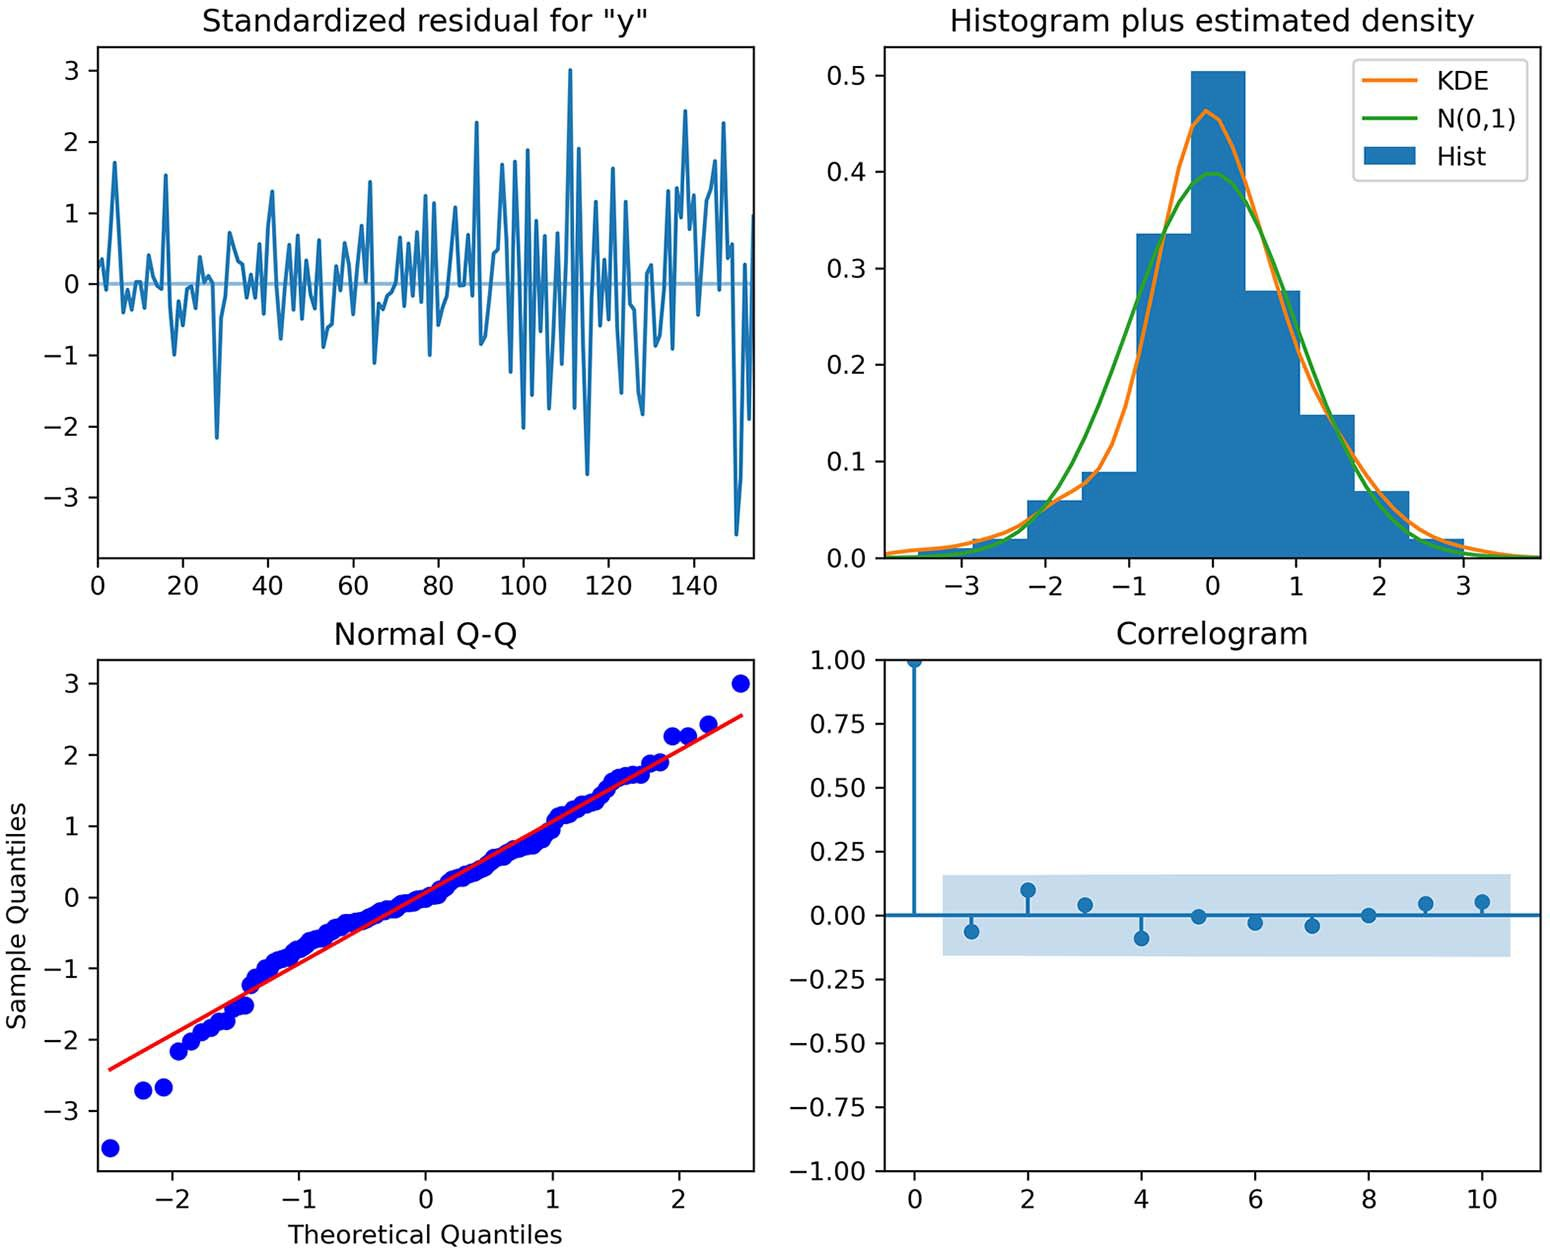 Standardized residual for "y"
3
2
1
0
−1
−2
−3
0 20 40 60 80 100 120 140
Histogram plus estimated density
0.5
0.4
0.3
0.2
0.1
0.0
KDE
N(0,1)
Hist
−3 −2 −1 0 1 2 3
Normal Q-Q
3
2
1
0
−1
−2
−3
Sample Quantiles
−2 −1 0 1 2
Theoretical Quantiles
Correlogram
1.00
0.75
0.50
0.25
0.00
−0.25
−0.50
−0.75
−1.00
0 2 4 6 8 10